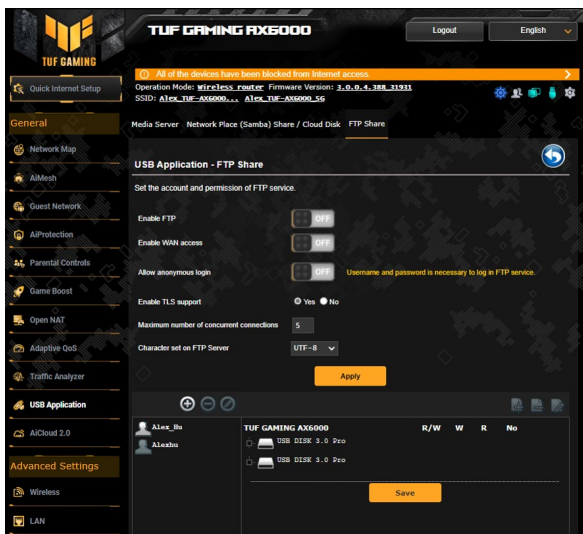 TUF GAMING AX6000
Logout
English
TUF GAMING
All of the devices have been blocked from Internet access.
Quick Internet Setup
Operation Mode: Wireless router Firmware Version: 3.0.0.4.388_31931
SSID: Alex_TUF-AX6000... Alex_TUF-AX6000_5G
General
Media Server Network Place (Samba) Share / Cloud Disk FTP Share
Network Map
AiMesh
Guest Network
AiProtection
Parental Controls
Game Boost
Open NAT
Adaptive QoS
Traffic Analyzer
USB Application
AiCloud 2.0
Advanced Settings
Wireless
LAN
USB Application - FTP Share
Set the account and permission of FTP service.
Enable FTP OFF
Enable WAN access OFF
Allow anonymous login OFF Username and password is necessary to log in FTP service.
Enable TLS support Yes No
Maximum number of concurrent connections 5
Character set on FTP Server UTF-8
Apply
Alex_Hu
Alexhu
TUF GAMING AX6000 R/W W R No
USB DISK 3.0 Pro
USB DISK 3.0 Pro
Save